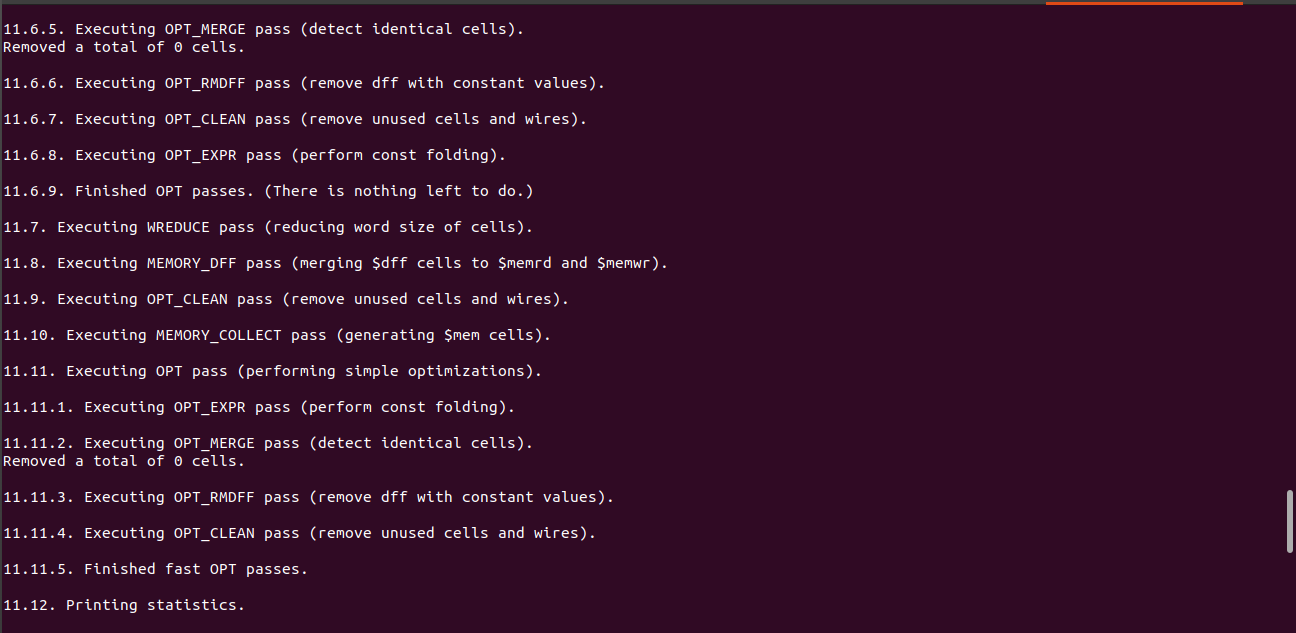 11.6.5. Executing OPT_MERGE pass (detect identical cells).
Removed a total of 0 cells.
11.6.6. Executing OPT_RMDFF pass (remove dff with constant values).
11.6.7. Executing OPT_CLEAN pass (remove unused cells and wires).
11.6.8. Executing OPT_EXPR pass (perform const folding).
11.6.9. Finished OPT passes. (There is nothing left to do.)
11.7. Executing WREDUCE pass (reducing word size of cells).
11.8. Executing MEMORY_DFF pass (merging $dff cells to $memrd and $memwr).
11.9. Executing OPT_CLEAN pass (remove unused cells and wires).
11.10. Executing MEMORY_COLLECT pass (generating $mem cells).
11.11. Executing OPT pass (performing simple optimizations).
11.11.1. Executing OPT_EXPR pass (perform const folding).
11.11.2. Executing OPT_MERGE pass (detect identical cells).
Removed a total of 0 cells.
11.11.3. Executing OPT_RMDFF pass (remove dff with constant values).
11.11.4. Executing OPT_CLEAN pass (remove unused cells and wires).
11.11.5. Finished fast OPT passes.
11.12. Printing statistics.